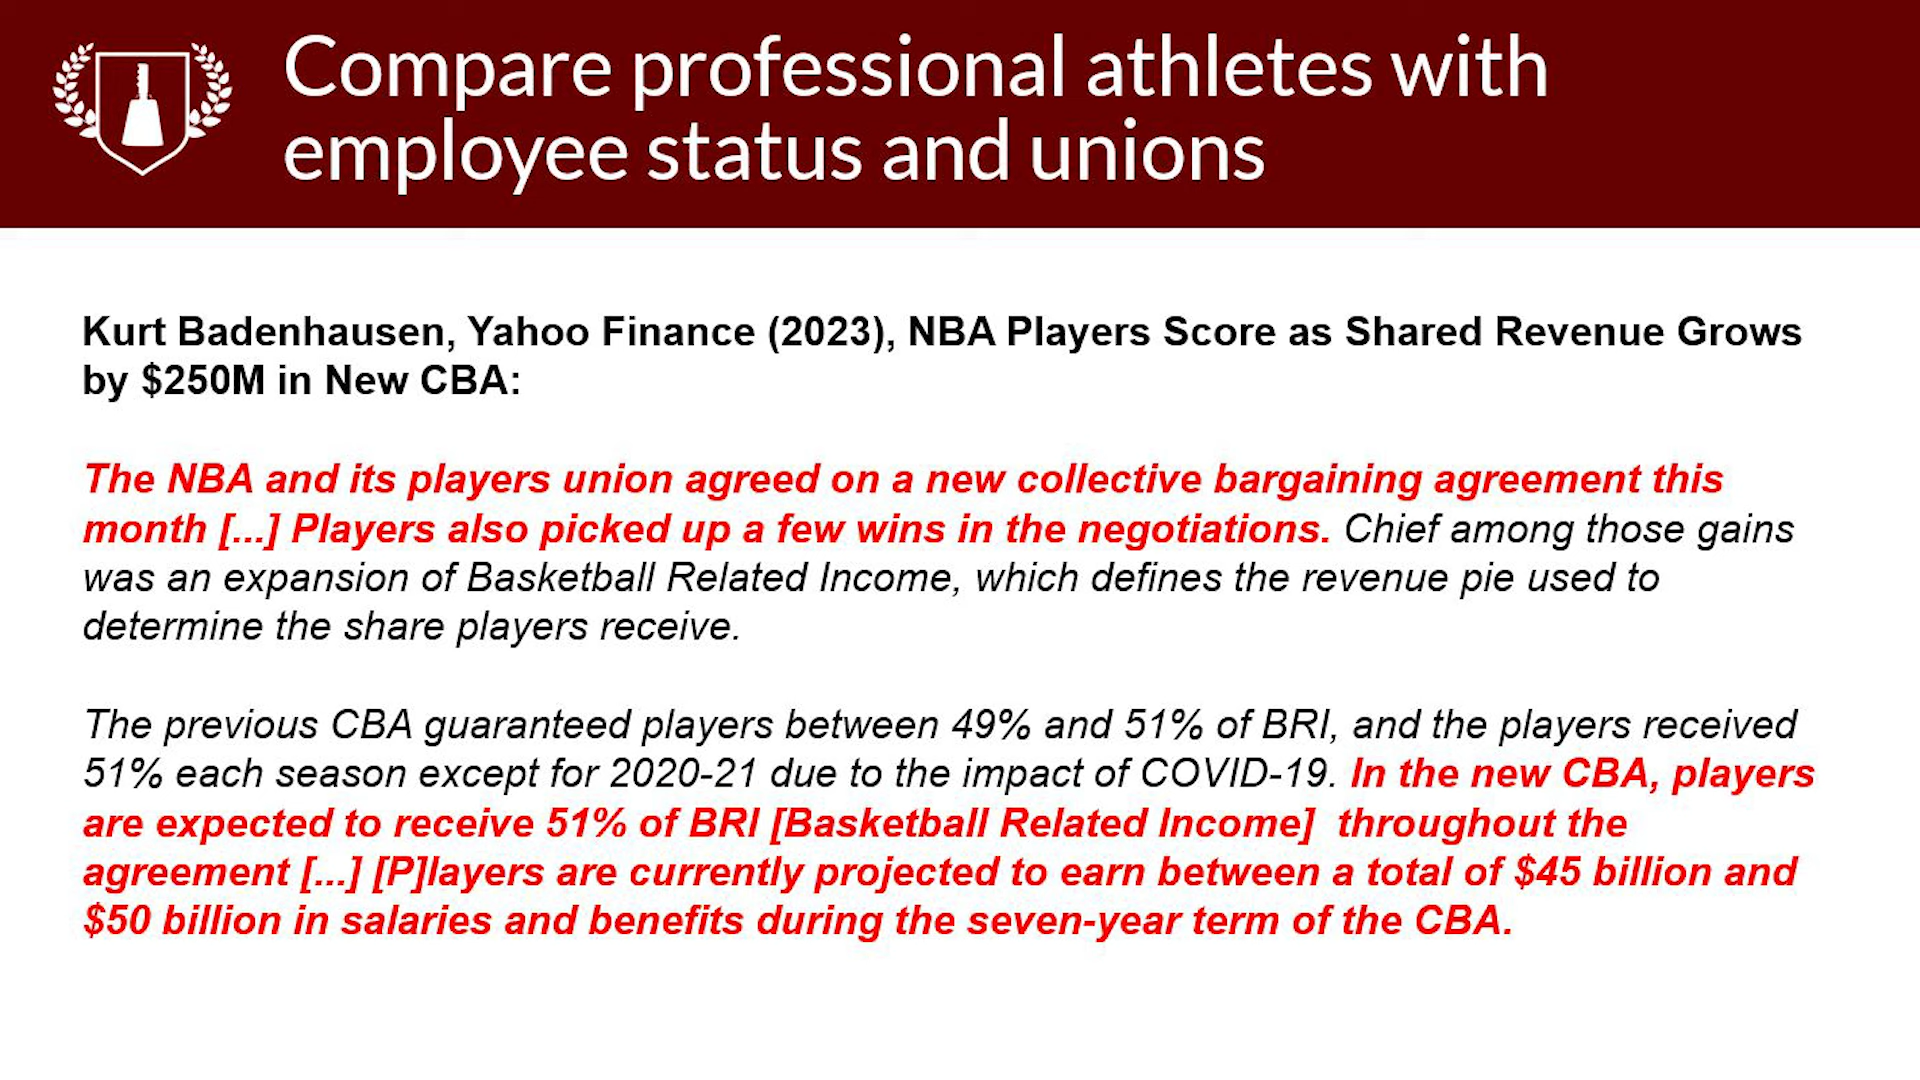 Compare professional athletes with
employee status and unions
Kurt Badenhausen, Yahoo Finance (2023), NBA Players Score as Shared Revenue Grows
by $250M in New CBA:
The NBA and its players union agreed on a new collective bargaining agreement this
month [...] Players also picked up a few wins in the negotiations. Chief among those gains
was an expansion of Basketball Related Income, which defines the revenue pie used to
determine the share players receive.
The previous CBA guaranteed players between 49% and 51% of BRI, and the players received
51% each season except for 2020-21 due to the impact of COVID-19. In the new CBA, players
are expected to receive 51% of BRI [Basketball Related Income]  throughout the
agreement [...] [P]layers are currently projected to earn between a total of $45 billion and
$50 billion in salaries and benefits during the seven-year term of the CBA.